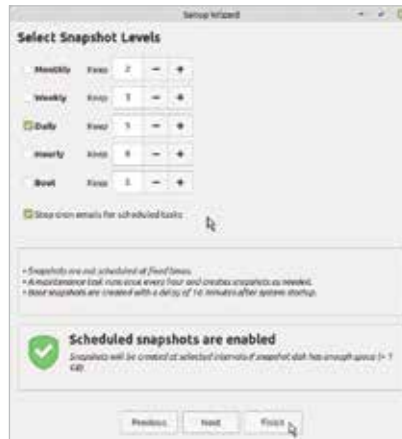 Setup Wizard
Select Snapshot Levels
Monthly Keep 2 - +
Weekly Keep 3 - +
Daily Keep 5 - +
Hourly Keep 6 - +
Boot Keep 5 - +
Stop cron emails for scheduled tasks
• Snapshots are not scheduled at fixed times.
• A maintenance task runs once every hour and creates snapshots as needed.
• Boot snapshots are created with a delay of 10 minutes after system startup.
Scheduled snapshots are enabled
Snapshots will be created at selected intervals if snapshot disk has enough space (> 1
GB)
Previous Next Finish